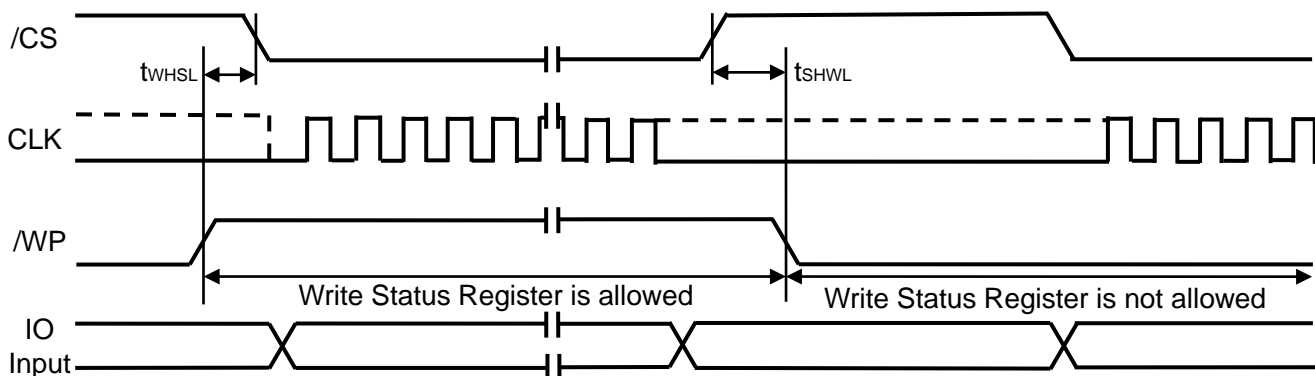 /CS
tWHSL
tSHWL
CLK
/WP
Write Status Register is allowed
Write Status Register is not allowed
IO
Input